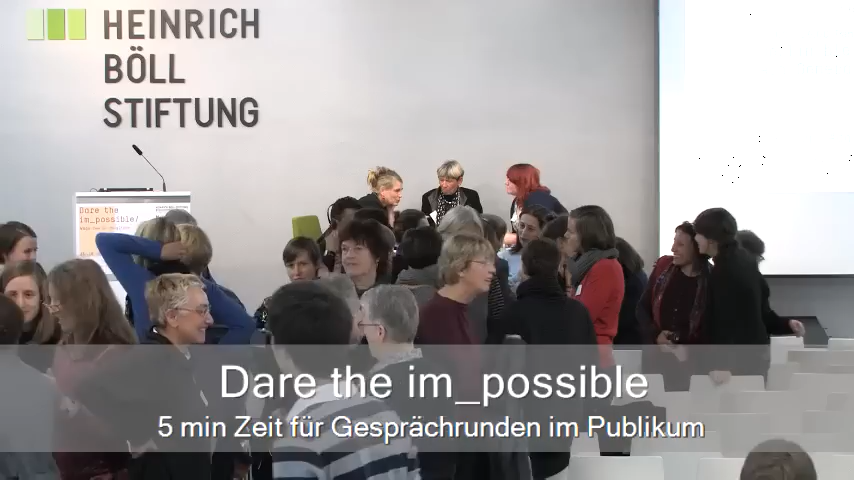 HEINRICH
BÖLL
STIFTUNG
Dare the
im_possible/
Dare the im_possible
5 min Zeit für Gesprächrunden im Publikum